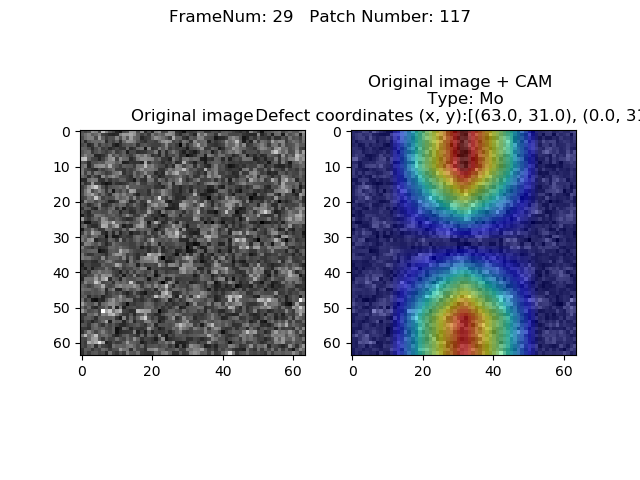 FrameNum: 29   Patch Number: 117
Original image + CAM
Type: Mo
Original image
Defect coordinates (x, y):[(63.0, 31.0), (0.0, 31
0
10
20
30
40
50
60
0 20 40 60
0
10
20
30
40
50
60
0 20 40 60